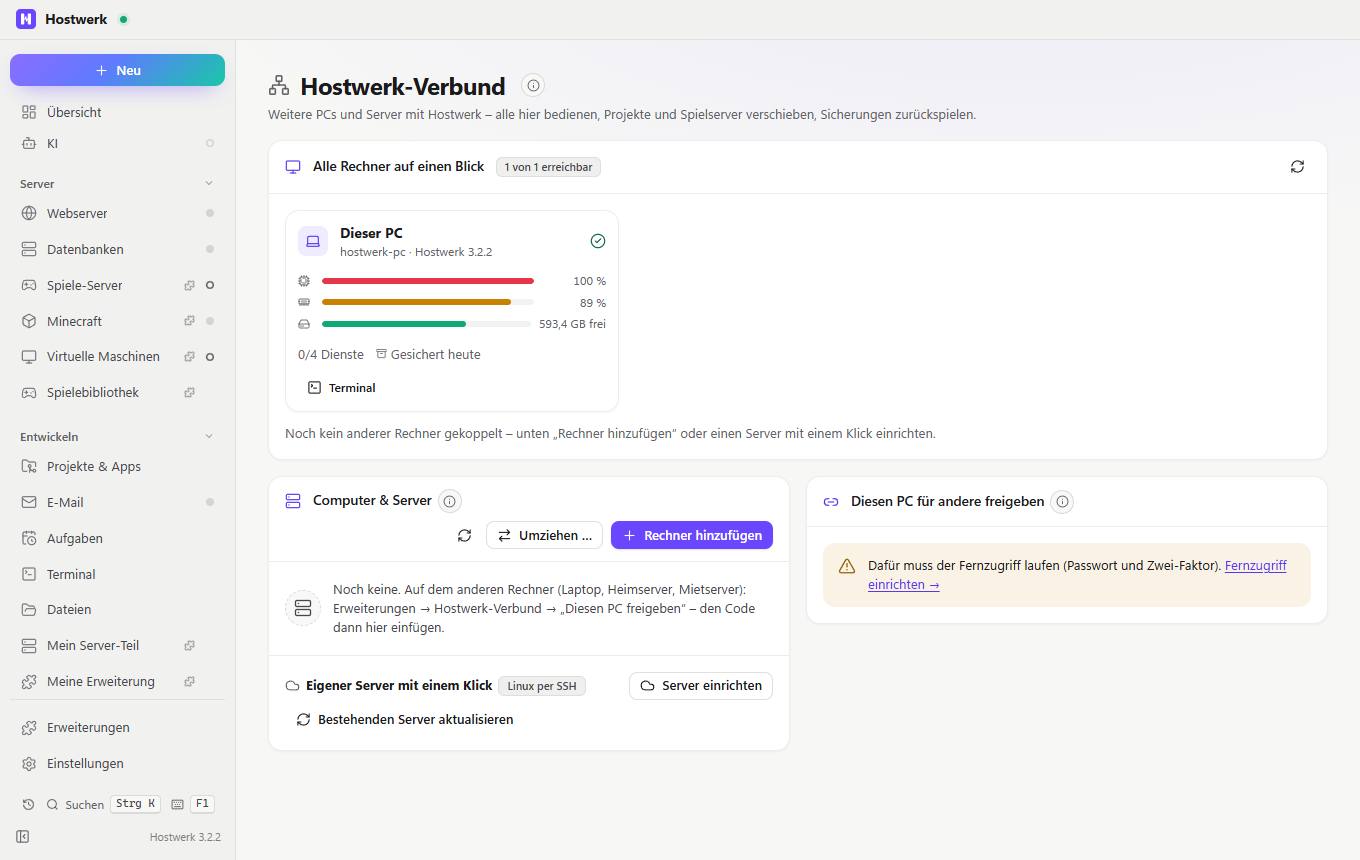 Hostwerk
Neu
Übersicht
KI
Server
Webserver
Datenbanken
Spiele-Server
Minecraft
Virtuelle Maschinen
Spielebibliothek
Entwickeln
Projekte & Apps
E-Mail
Aufgaben
Terminal
Dateien
Mein Server-Teil
Meine Erweiterung
Erweiterungen
Einstellungen
Suchen Strg K F1
Hostwerk 3.2.2
Hostwerk-Verbund
Weitere PCs und Server mit Hostwerk – alle hier bedienen, Projekte und Spielserver verschieben, Sicherungen zurückspielen.
Alle Rechner auf einen Blick 1 von 1 erreichbar
Dieser PC
hostwerk-pc · Hostwerk 3.2.2
100 %
89 %
593,4 GB frei
0/4 Dienste Gesichert heute
Terminal
Noch kein anderer Rechner gekoppelt – unten „Rechner hinzufügen“ oder einen Server mit einem Klick einrichten.
Computer & Server
Umziehen ... Rechner hinzufügen
Noch keine. Auf dem anderen Rechner (Laptop, Heimserver, Mietserver):
Erweiterungen → Hostwerk-Verbund → „Diesen PC freigeben“ – den Code
dann hier einfügen.
Eigener Server mit einem Klick Linux per SSH Server einrichten
Bestehenden Server aktualisieren
Diesen PC für andere freigeben
Dafür muss der Fernzugriff laufen (Passwort und Zwei-Faktor). Fernzugriff
einrichten →